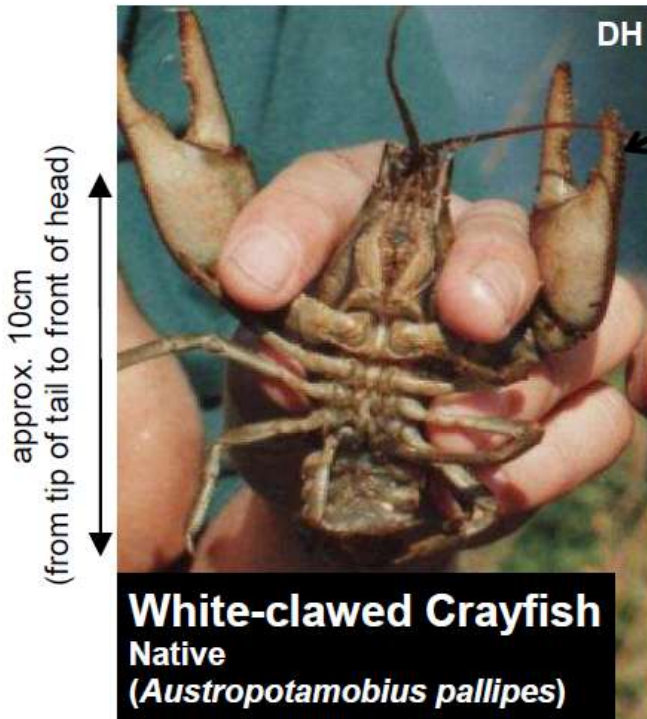 DH
approx. 10cm
(from tip of tail to front of head)
White-clawed Crayfish
Native
(Austropotamobius pallipes)